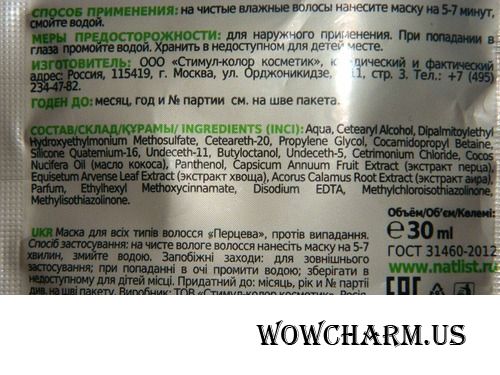 СПОСОБ ПРИМЕНЕНИЯ: на чистые влажные волосы нанесите маску на 5-7 минут,
смойте водой.
МЕРЫ ПРЕДОСТОРОЖНОСТИ: для наружного применения. При попадании в
глаза промойте водой. Хранить в недоступном для детей месте.
ИЗГОТОВИТЕЛЬ: ООО «Стимул-колор косметик», и фактический
адрес: Россия, 115419, г. Москва, ул. Орджоникидзе, стр. 3. Тел.: +7 (495)
234-47-82.
ГОДЕН ДО: месяц, год и № партии см. на шве пакета.
СОСТАВ/СКЛАД/ҚҰРАМЫ/ INGREDIENTS (INCI): Aqua, Cetearyl Alcohol, Dipalmitoylethyl
Hydroxyethylmonium Methosulfate, Ceteareth-20, Propylene Glycol, Cocamidopropyl Betaine,
Silicone Quaternium-16, Undeceth-11, Butyloctanol, Undeceth-5, Cetrimonium Chloride, Cocos
Nucifera Oil (масло кокоса), Panthenol, Capsicum Annuum Fruit Extract (экстракт перца),
Equisetum Arvense Leaf Extract (экстракт хвоща), Acorus Calamus Root Extract (экстракт аира),
Parfum, Ethylhexyl Methoxycinnamate, Disodium EDTA, Methylchloroisothiazolinone,
Methylisothiazolinone.
Объём/Об'єм/Көлемі:
℮ 30 ml
ГОСТ 31460-2012
www.natlist.ru
EAC
UKR Маска для всіх типів волосся «Перцева», протів випадання.
Спосіб застосування: на чисте вологе волосся нанесіть маску на 5-7
хвилин, змийте водой. Запобіжні заходи: для зовнішнього
застосування; при попаданні в очі промити водою; зберігати в
недоступному для дітей місці. Придатний до: місяць, рік и № партії
див. на шві пакету. Виробник: ТОВ «Стимул-колор косметик», Росія,
WOWCHARM.US